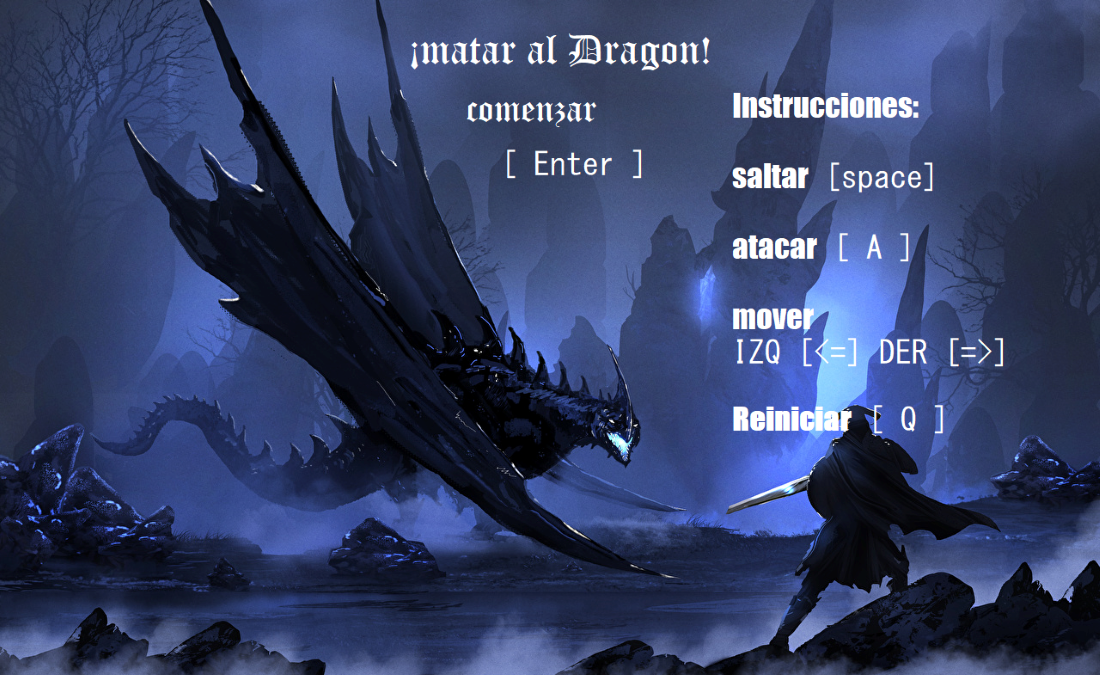 ¡matar al Dragon!
comenzar
[ Enter ]
Instrucciones:
saltar [space]
atacar [ A ]
mover
IZQ [<=] DER [=>]
Reiniciar [ Q ]